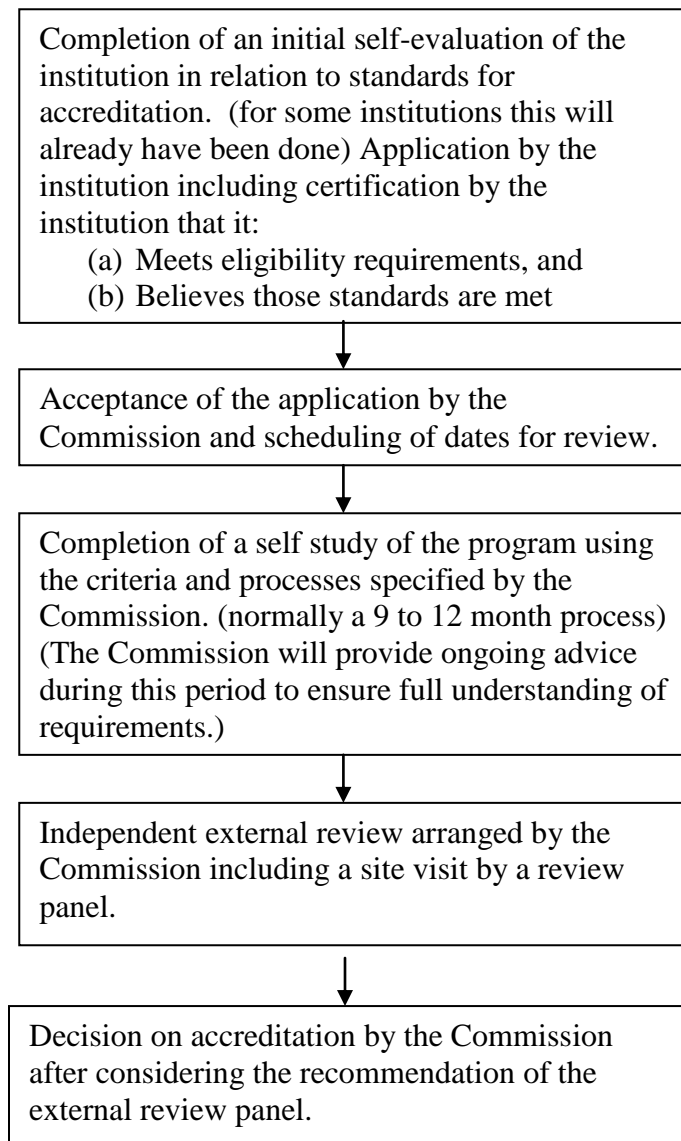 Completion of an initial self-evaluation of the
institution in relation to standards for
accreditation.  (for some institutions this will
already have been done) Application by the
institution including certification by the
institution that it:
(a) Meets eligibility requirements, and
(b) Believes those standards are met
Acceptance of the application by the
Commission and scheduling of dates for review.
Completion of a self study of the program using
the criteria and processes specified by the
Commission. (normally a 9 to 12 month process)
(The Commission will provide ongoing advice
during this period to ensure full understanding of
requirements.)
Independent external review arranged by the
Commission including a site visit by a review
panel.
Decision on accreditation by the Commission
after considering the recommendation of the
external review panel.